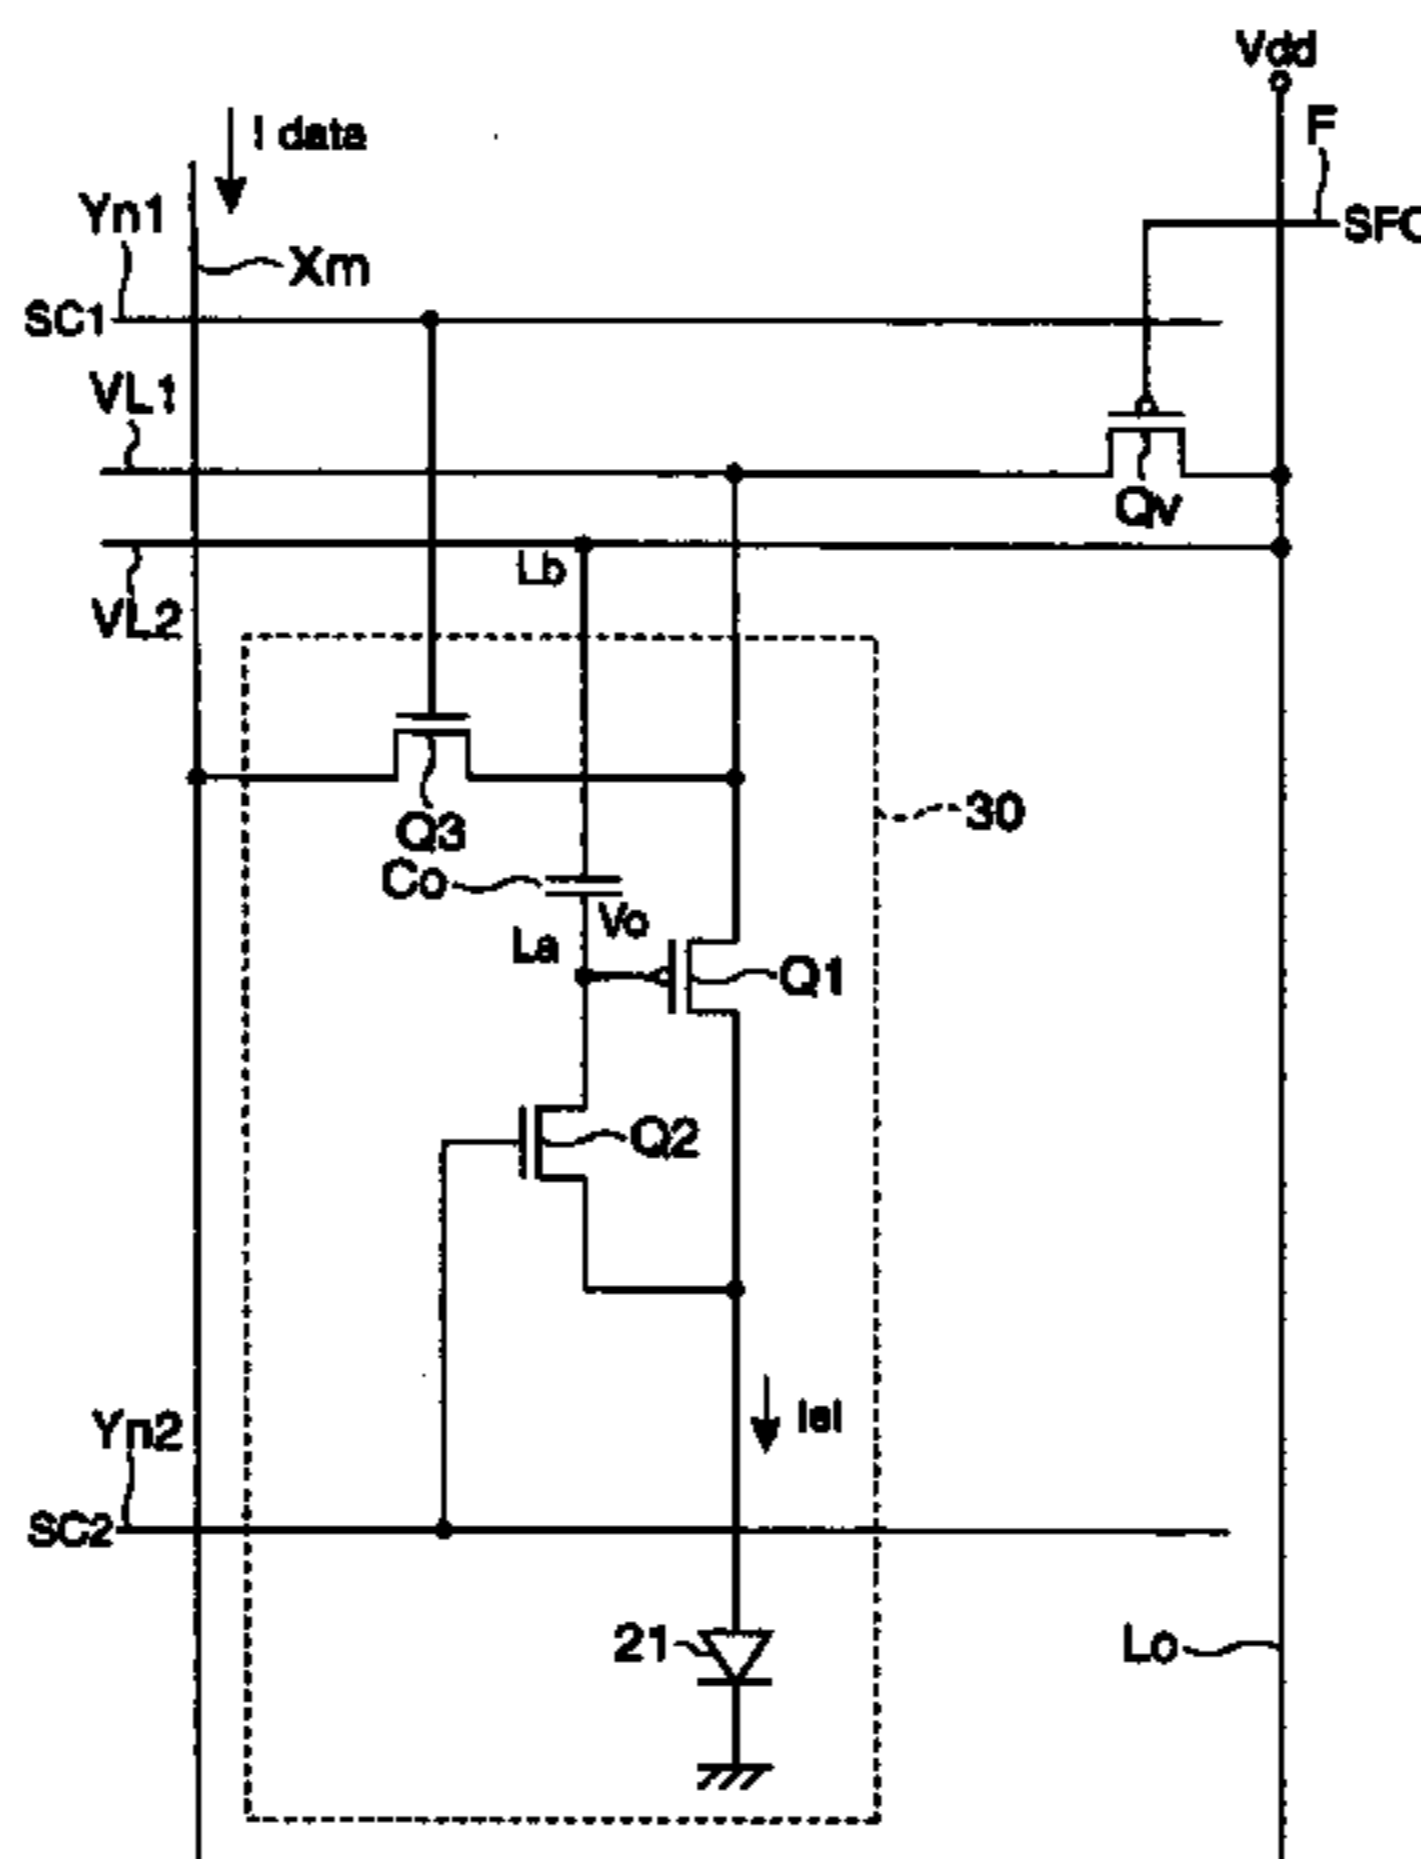 Vdd
I data
F
Yn1
SFC
Xm
SC1
VL1
Qv
Lb
VL2
Q3
30
Co
Vo
La
Q1
Q2
Iel
Yn2
SC2
21
Lo